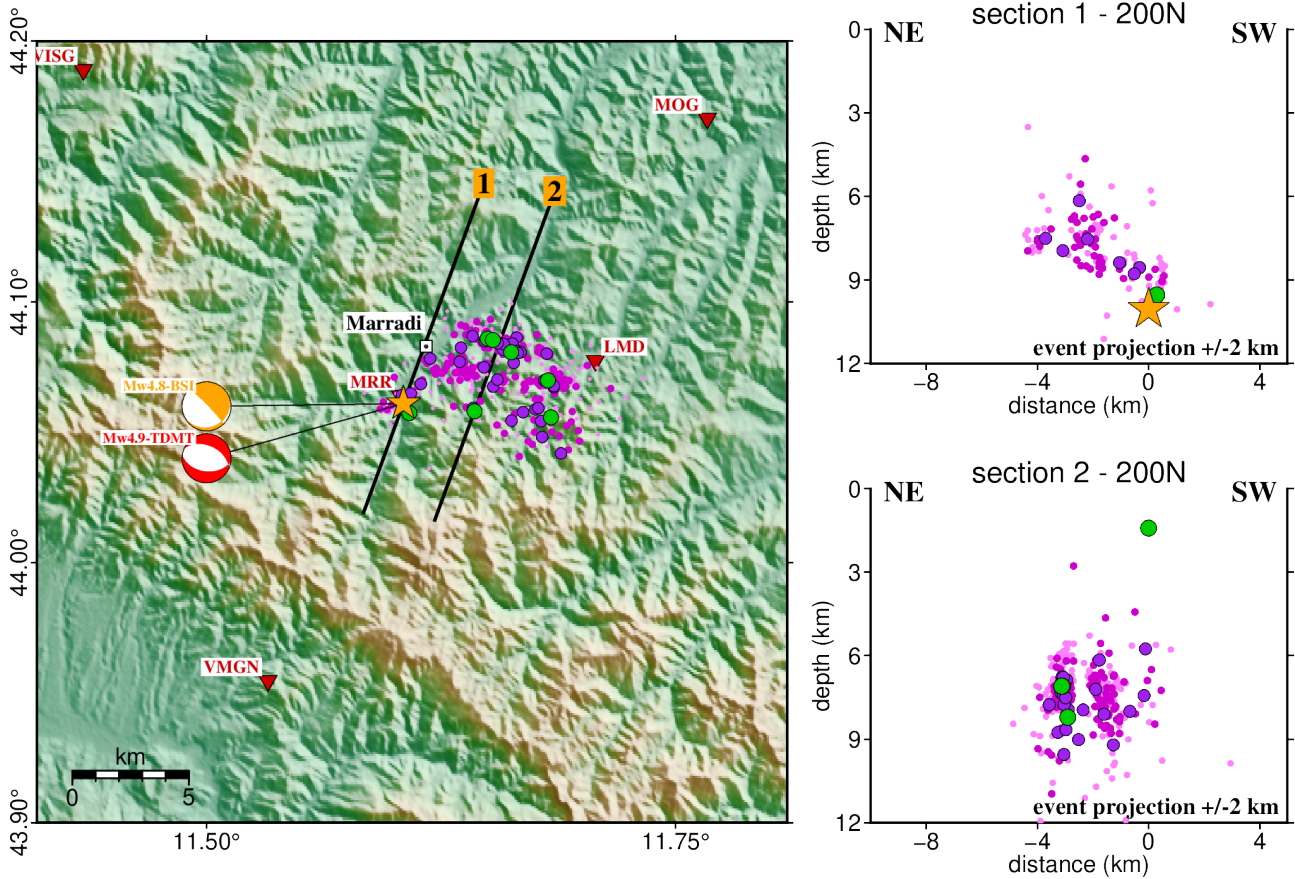 44.20°
44.10°
44.00°
43.90°
11.50°
11.75°
VISG
MOG
1
2
Marradi
LMD
MRR
Mw4.8-BSI
Mw4.9-TDMT
VMGN
km
0 5
section 1 - 200N
NE SW
0
3
6
9
12
depth (km)
event projection +/-2 km
−8 −4 0 4
distance (km)
section 2 - 200N
NE SW
0
3
6
9
12
depth (km)
event projection +/-2 km
−8 −4 0 4
distance (km)